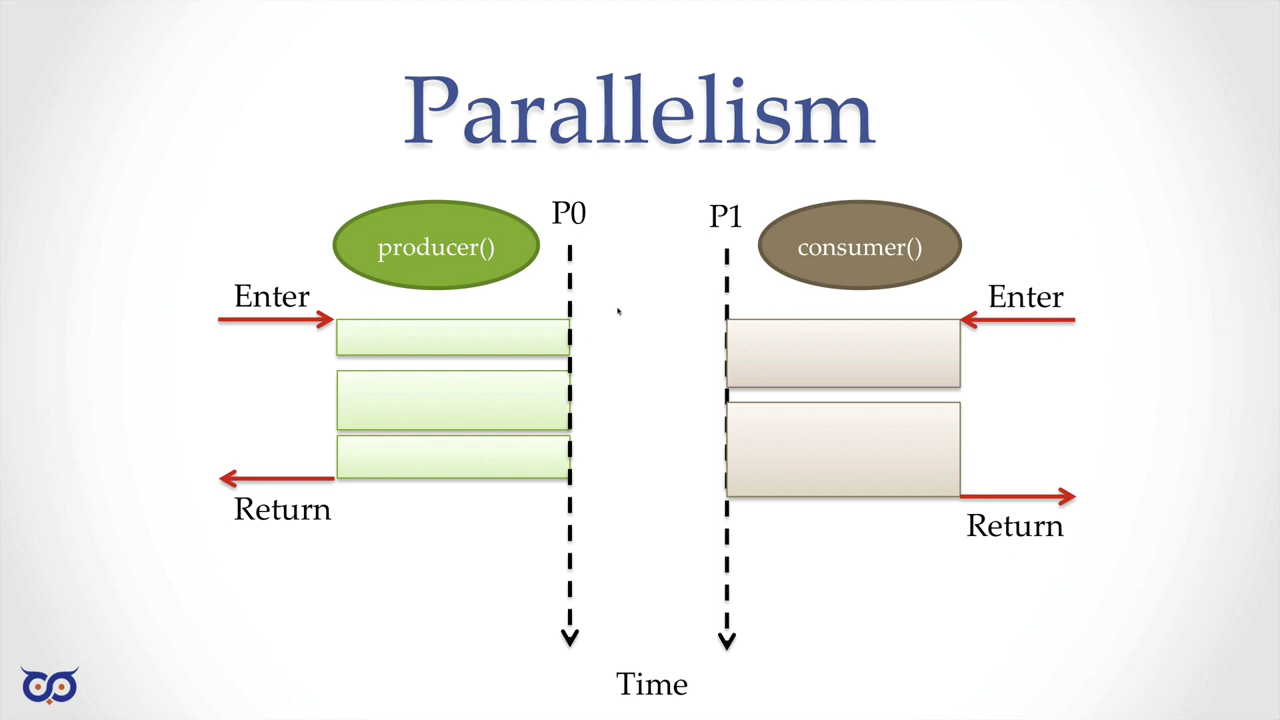 Parallelism
P0
P1
producer()
consumer()
Enter
Enter
Return
Return
Time